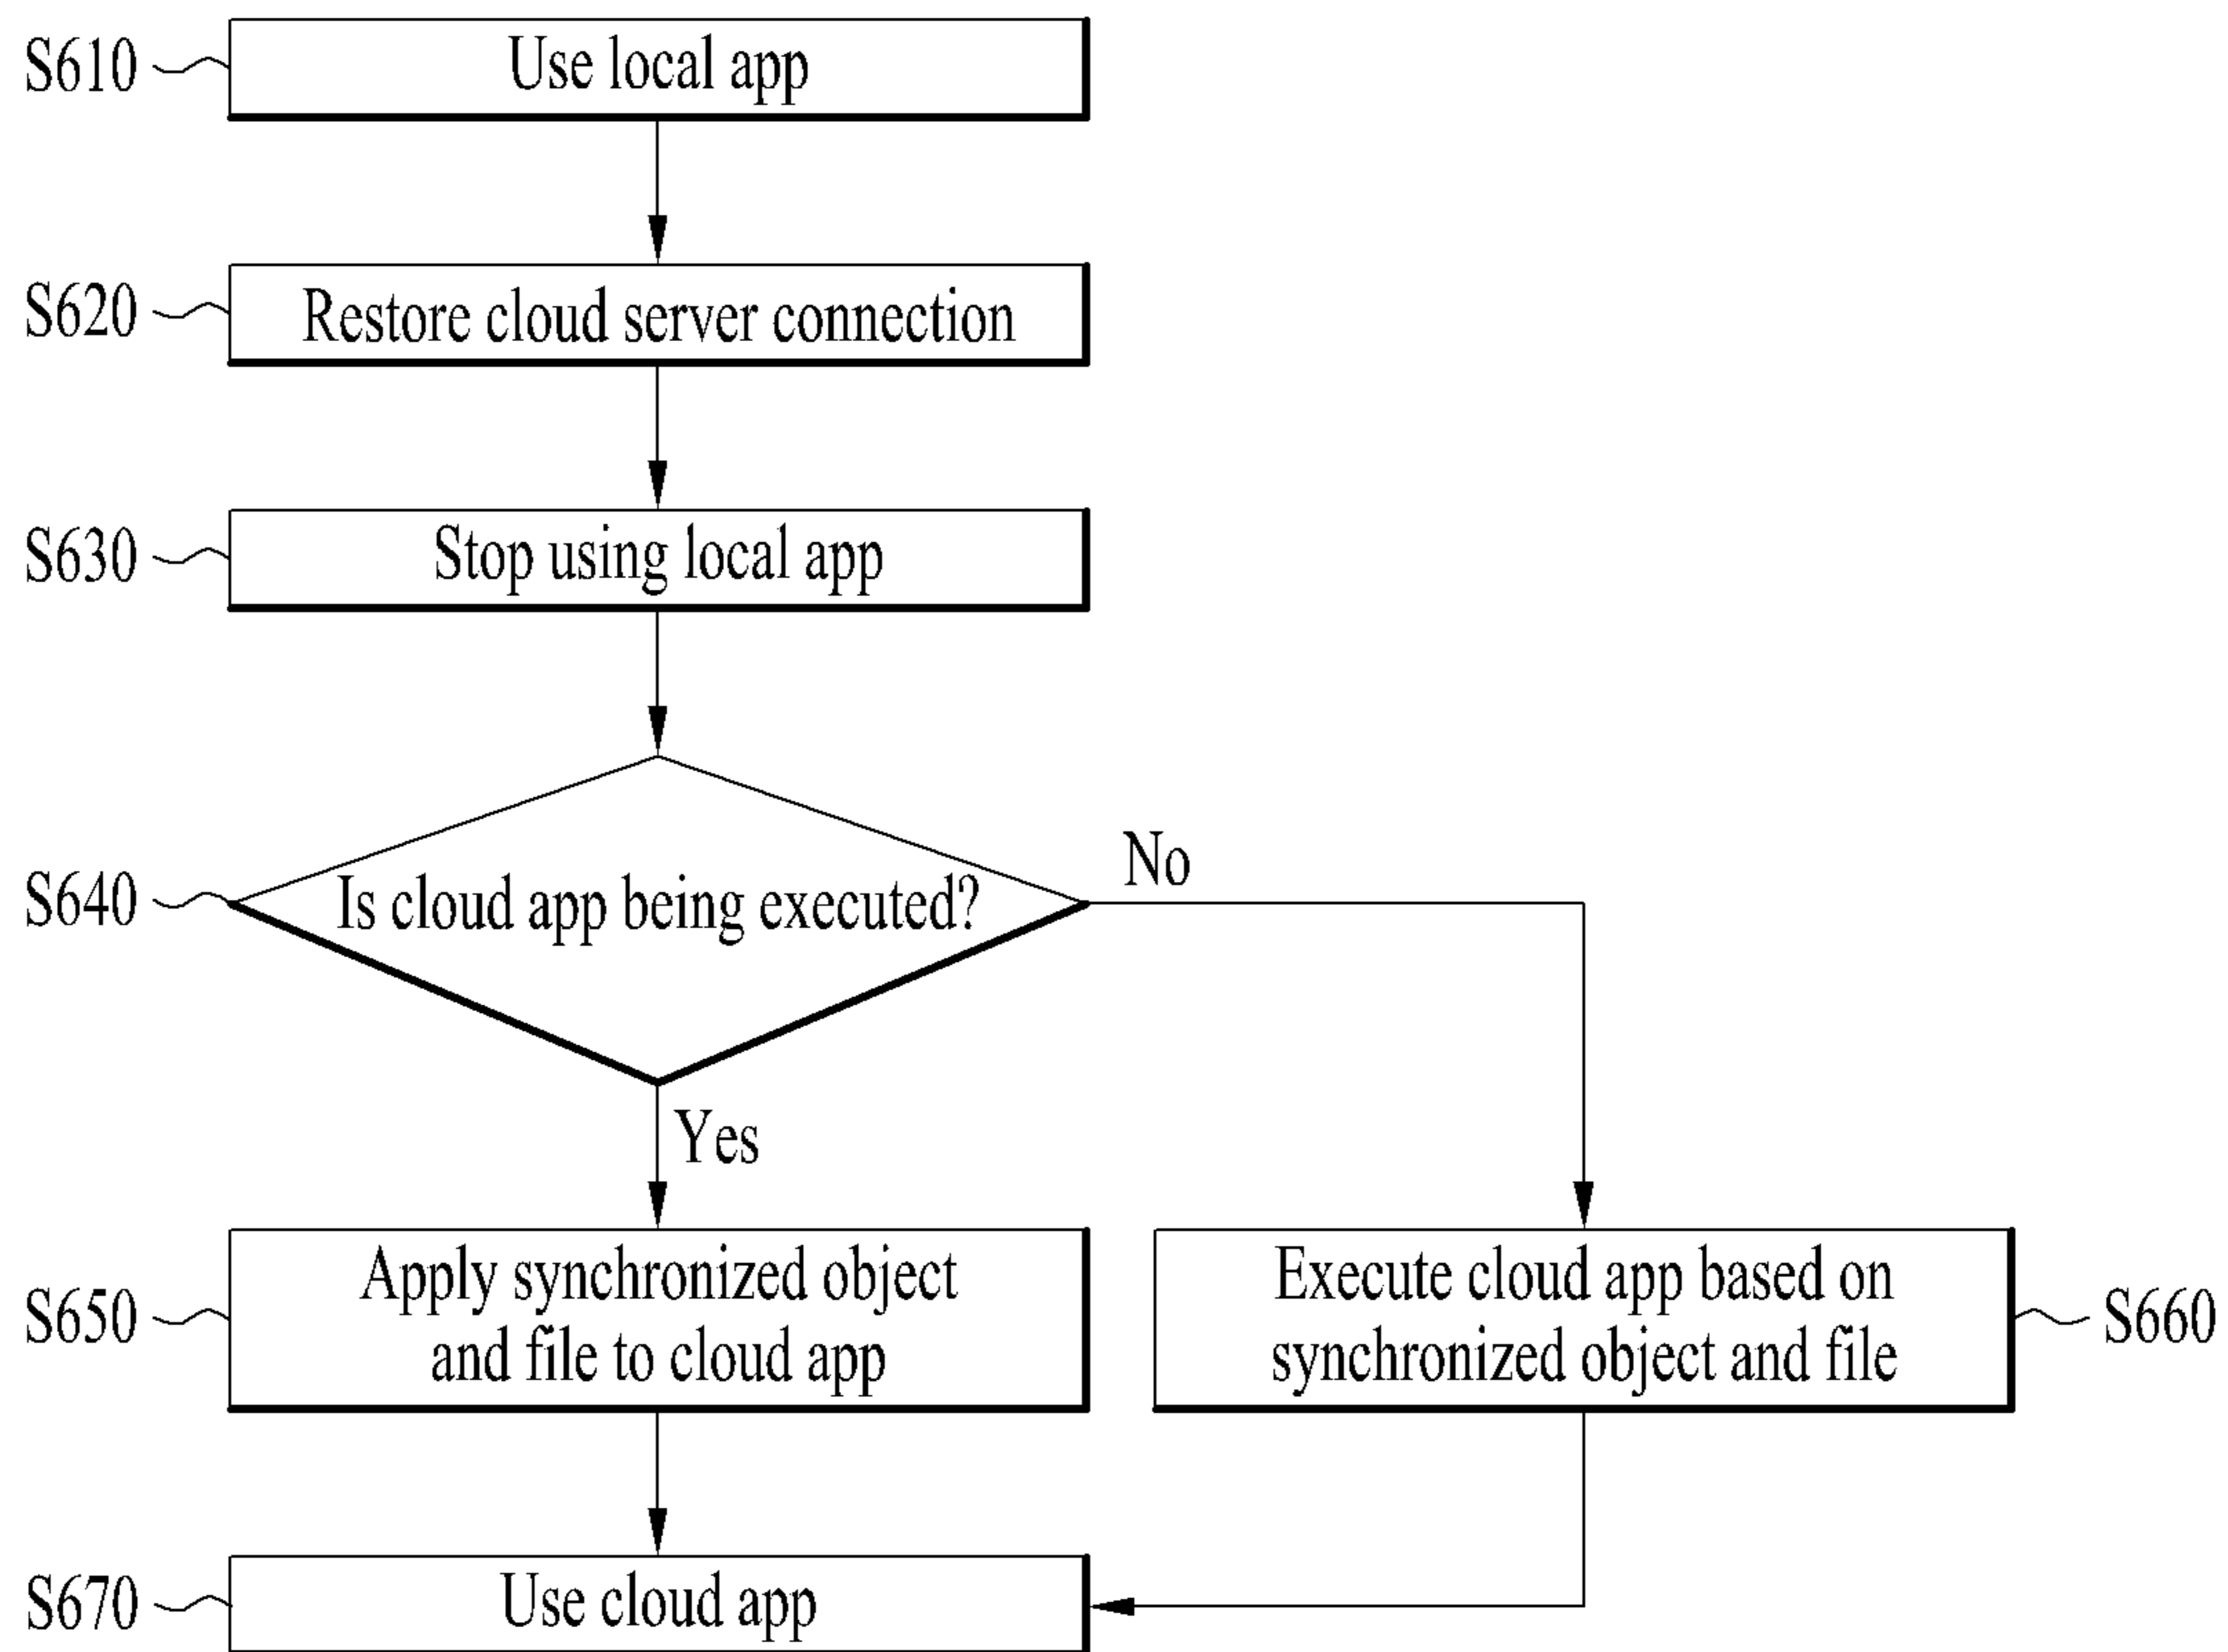 S610
Use local app
S620
Restore cloud server connection
S630
Stop using local app
S640
Is cloud app being executed?
No
Yes
S650
Apply synchronized object
and file to cloud app
Execute cloud app based on
synchronized object and file
S660
S670
Use cloud app